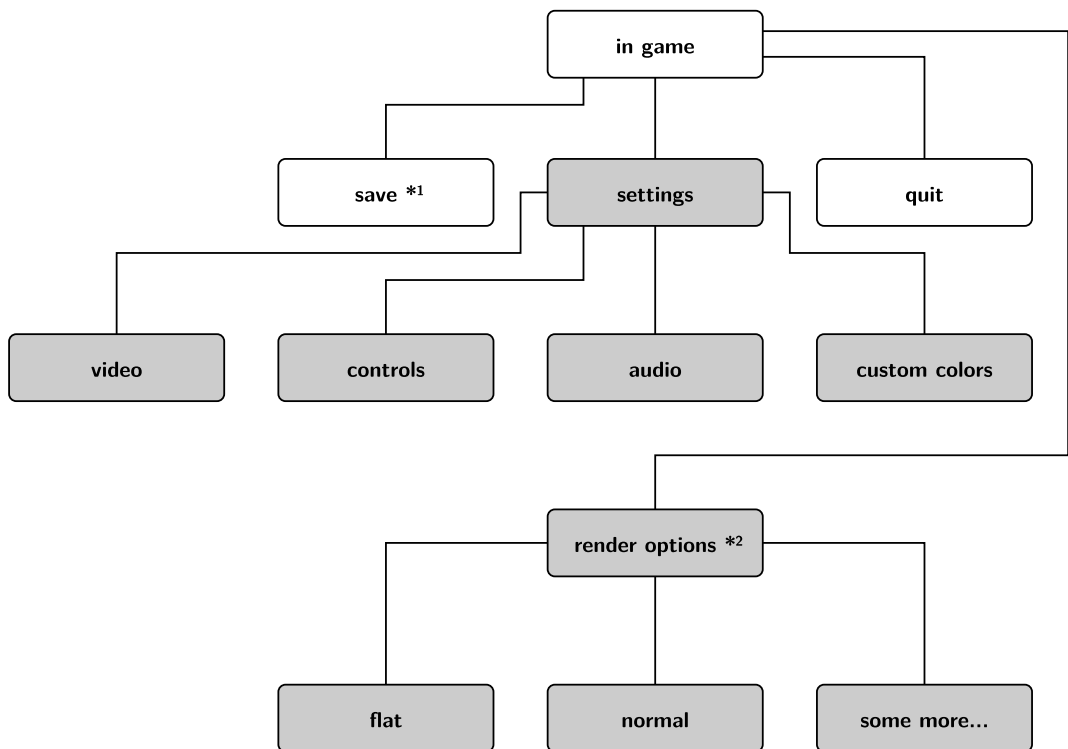 in game
save *1
settings
quit
video
controls
audio
custom colors
render options *2
flat
normal
some more...